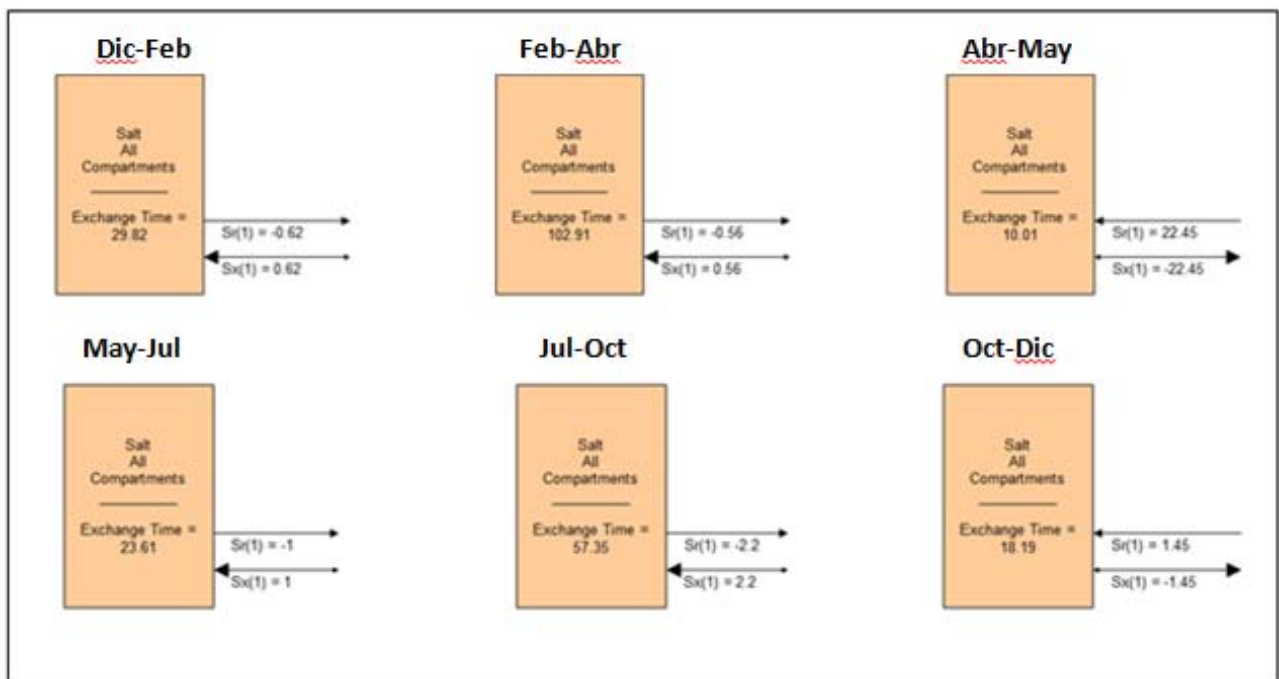 Dic-Feb
Salt
All
Compartments
Exchange Time =
29.82
Sr(1) = -0.62
Sx(1) = 0.62
Feb-Abr
Salt
All
Compartments
Exchange Time =
102.91
Sr(1) = -0.56
Sx(1) = 0.56
Abr-May
Salt
All
Compartments
Exchange Time =
10.01
Sr(1) = 22.45
Sx(1) = -22.45
May-Jul
Salt
All
Compartments
Exchange Time =
23.61
Sr(1) = -1
Sx(1) = 1
Jul-Oct
Salt
All
Compartments
Exchange Time =
57.35
Sr(1) = -2.2
Sx(1) = 2.2
Oct-Dic
Salt
All
Compartments
Exchange Time =
18.19
Sr(1) = 1.45
Sx(1) = -1.45